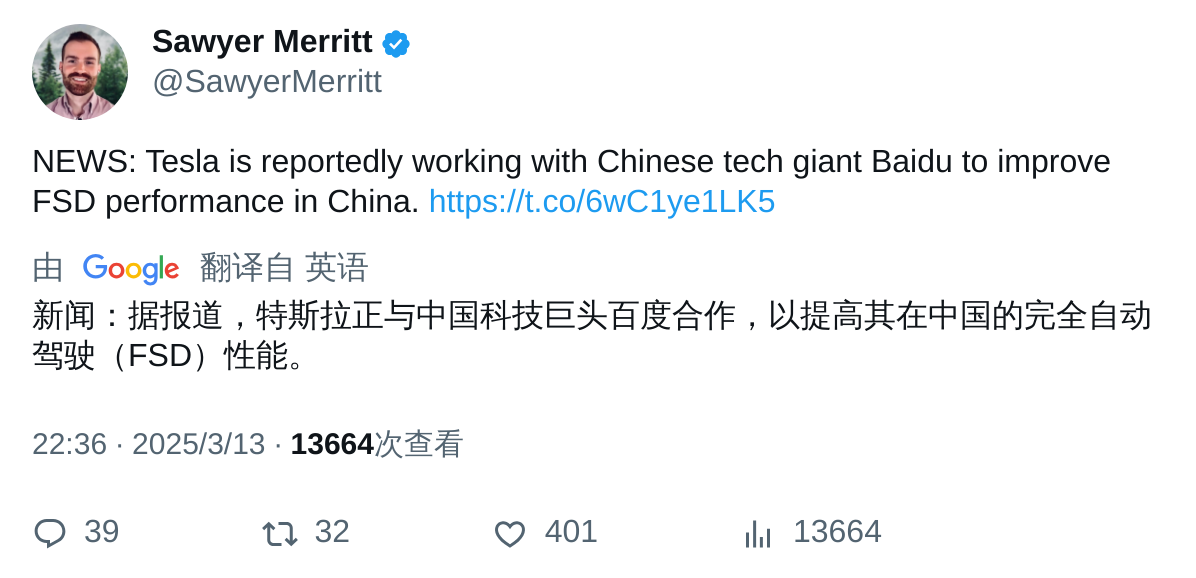 Sawyer Merritt
@SawyerMerritt
NEWS: Tesla is reportedly working with Chinese tech giant Baidu to improve
FSD performance in China. https://t.co/6wC1ye1LK5
由 Google 翻译自 英语
新闻：据报道，特斯拉正与中国科技巨头百度合作，以提高其在中国的完全自动
驾驶（FSD）性能。
22:36 · 2025/3/13 · 13664次查看
39 32 401 13664